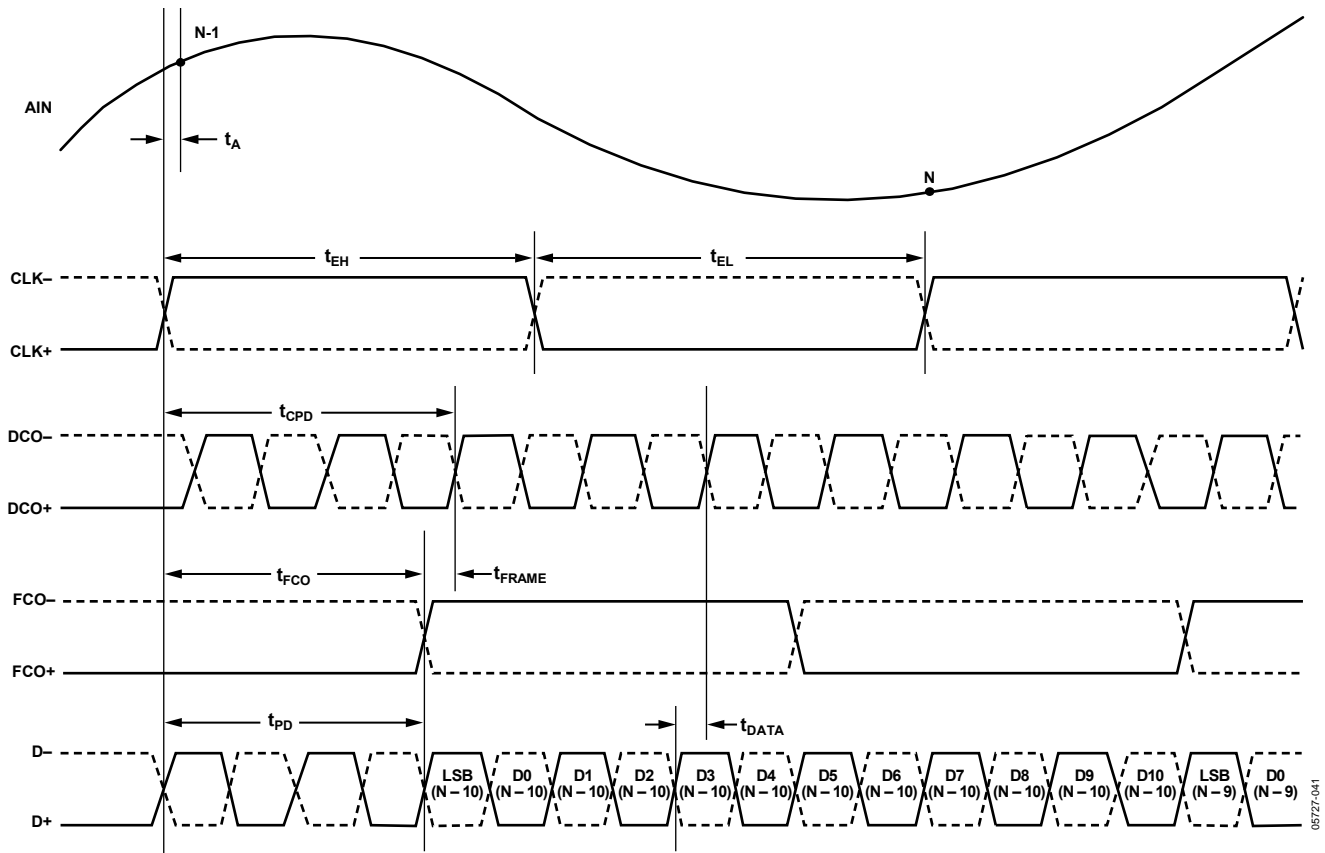 N-1
AIN
tA
N
tEH
tEL
CLK–
CLK+
tCPD
DCO–
DCO+
tFCO
tFRAME
FCO–
FCO+
tPD
tDATA
D–
D+
LSB D0 D1 D2 D3 D4 D5 D6 D7 D8 D9 D10 LSB D0
(N – 10) (N – 10) (N – 10) (N – 10) (N – 10) (N – 10) (N – 10) (N – 10) (N – 10) (N – 10) (N – 10) (N – 10) (N – 9) (N – 9)
05727-041